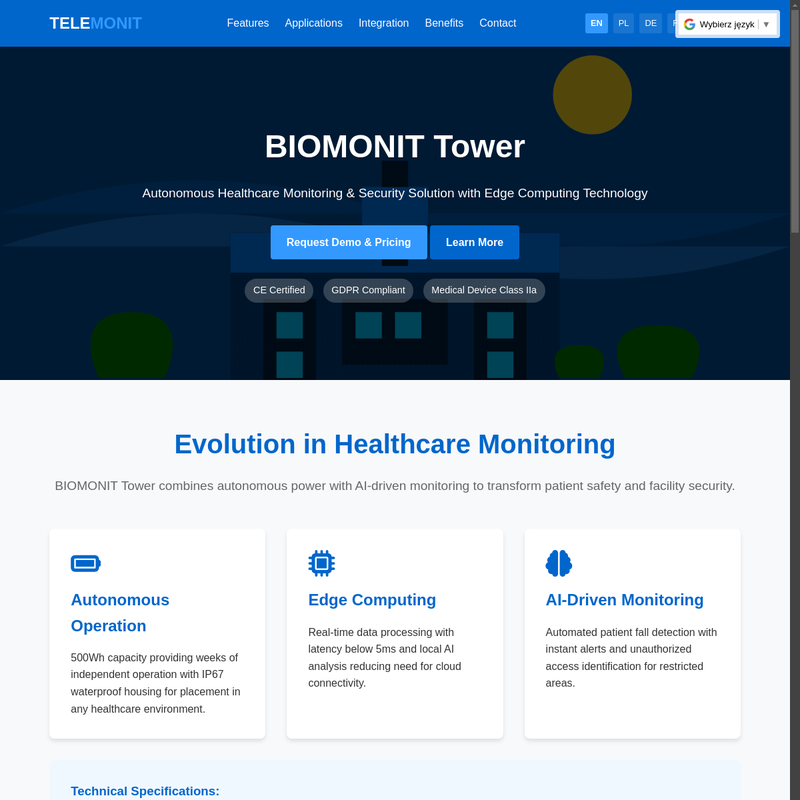 TELEMONIT
Features Applications Integration Benefits Contact
EN PL DE
Wybierz język ▼
BIOMONIT Tower
Autonomous Healthcare Monitoring & Security Solution with Edge Computing Technology
Request Demo & Pricing Learn More
CE Certified GDPR Compliant Medical Device Class IIa
Evolution in Healthcare Monitoring
BIOMONIT Tower combines autonomous power with AI-driven monitoring to transform patient safety and facility security.
Autonomous
Operation
500Wh capacity providing weeks of
independent operation with IP67
waterproof housing for placement in
any healthcare environment.
Edge Computing
Real-time data processing with
latency below 5ms and local AI
analysis reducing need for cloud
connectivity.
AI-Driven Monitoring
Automated patient fall detection with
instant alerts and unauthorized
access identification for restricted
areas.
Technical Specifications: